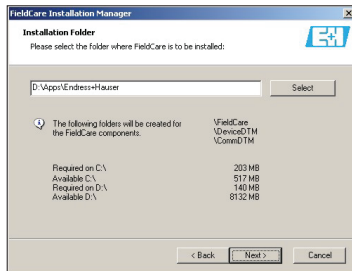 FieldCare Installation Manager
Installation Folder
Please select the folder where FieldCare is to be installed:
D:\Apps\Endress+Hauser
Select
The following folders will be created for
the FieldCare components.
\FieldCare
\DeviceDTM
\CommDTM
Required on C:\ 203 MB
Available C:\ 517 MB
Required on D:\ 140 MB
Available D:\ 8132 MB
< Back
Next >
Cancel